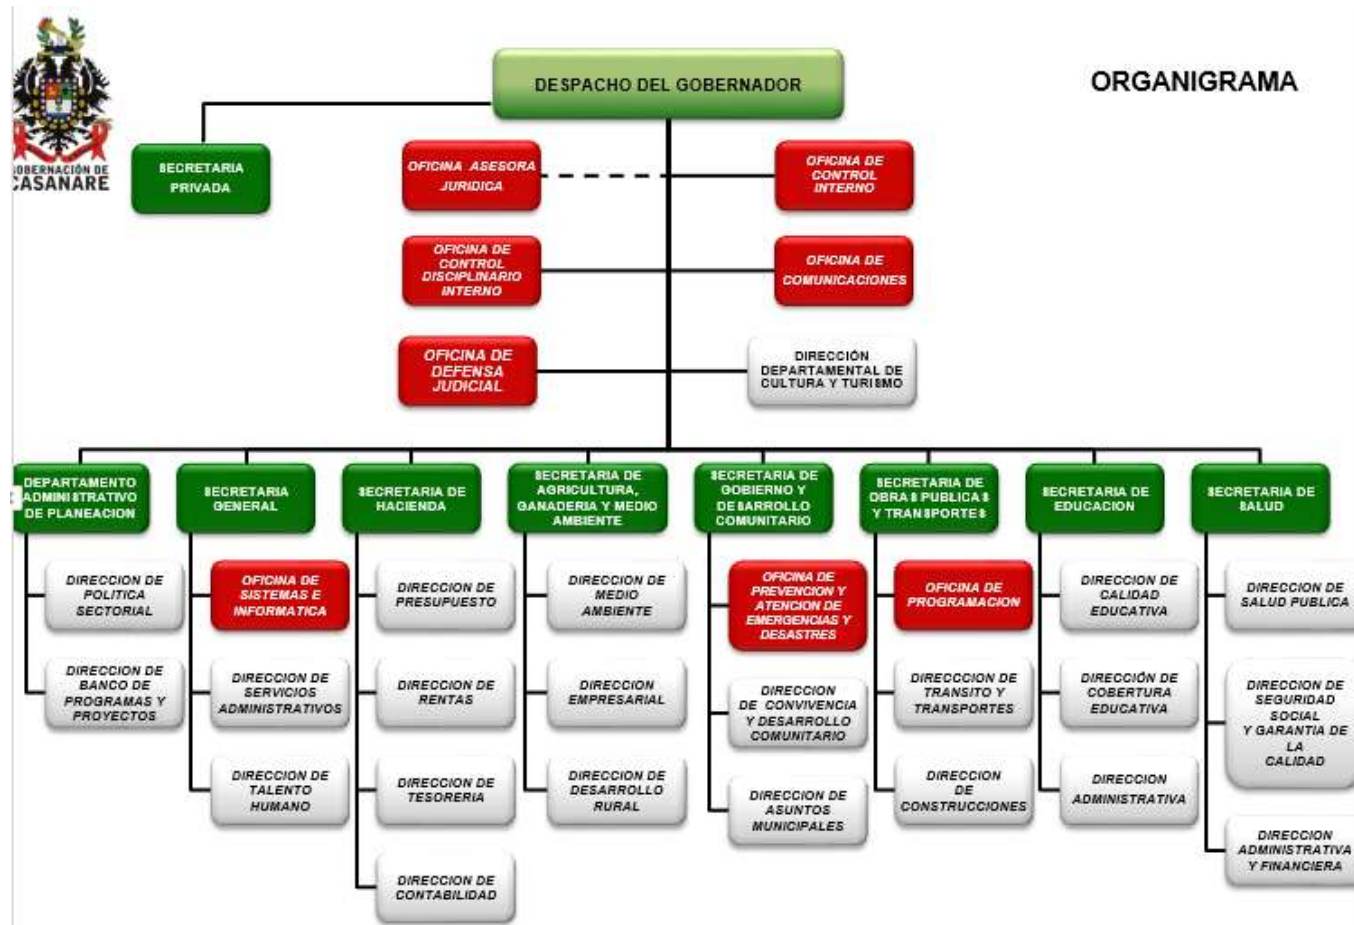 ORGANIGRAMA
DESPACHO DEL GOBERNADOR
GOBERNACIÓN DE
CASANARE
SECRETARIA
PRIVADA
OFICINA ASESORA
JURIDICA
OFICINA DE
CONTROL
INTERNO
OFICINA DE
CONTROL
DISCIPLINARIO
INTERNO
OFICINA DE
COMUNICACIONES
OFICINA DE
DEFENSA
JUDICIAL
DIRECCIÓN
DEPARTAMENTAL DE
CULTURA Y TURISMO
DEPARTAMENTO
ADMINISTRATIVO
DE PLANEACION
SECRETARIA
GENERAL
SECRETARIA DE
HACIENDA
SECRETARIA DE
AGRICULTURA,
GANADERIA Y MEDIO
AMBIENTE
SECRETARIA DE
GOBIERNO Y
DESARROLLO
COMUNITARIO
SECRETARIA DE
OBRAS PUBLICAS
Y TRANSPORTES
SECRETARIA DE
EDUCACION
SECRETARIA DE
SALUD
DIRECCION DE
POLITICA
SECTORIAL
OFICINA DE
SISTEMAS E
INFORMATICA
DIRECCION DE
PRESUPUESTO
DIRECCION DE
MEDIO
AMBIENTE
OFICINA DE
PREVENCION Y
ATENCION DE
EMERGENCIAS Y
DESASTRES
OFICINA DE
PROGRAMACION
DIRECCION DE
CALIDAD
EDUCATIVA
DIRECCION DE
SALUD PUBLICA
DIRECCION DE
BANCO DE
PROGRAMAS Y
PROYECTOS
DIRECCION DE
SERVICIOS
ADMINISTRATIVOS
DIRECCION DE
RENTAS
DIRECCION
EMPRESARIAL
DIRECCION
DE CONVIVENCIA
Y DESARROLLO
COMUNITARIO
DIRECCCION DE
TRANSITO Y
TRANSPORTES
DIRECCIÓN DE
COBERTURA
EDUCATIVA
DIRECCION DE
SEGURIDAD
SOCIAL
Y GARANTIA DE
LA
CALIDAD
DIRECCION DE
TALENTO
HUMANO
DIRECCION DE
TESORERIA
DIRECCION DE
DESARROLLO
RURAL
DIRECCION DE
ASUNTOS
MUNICIPALES
DIRECCION
DE
CONSTRUCCIONES
DIRECCION
ADMINISTRATIVA
DIRECCION
ADMINISTRATIVA
Y FINANCIERA
DIRECCION DE
CONTABILIDAD